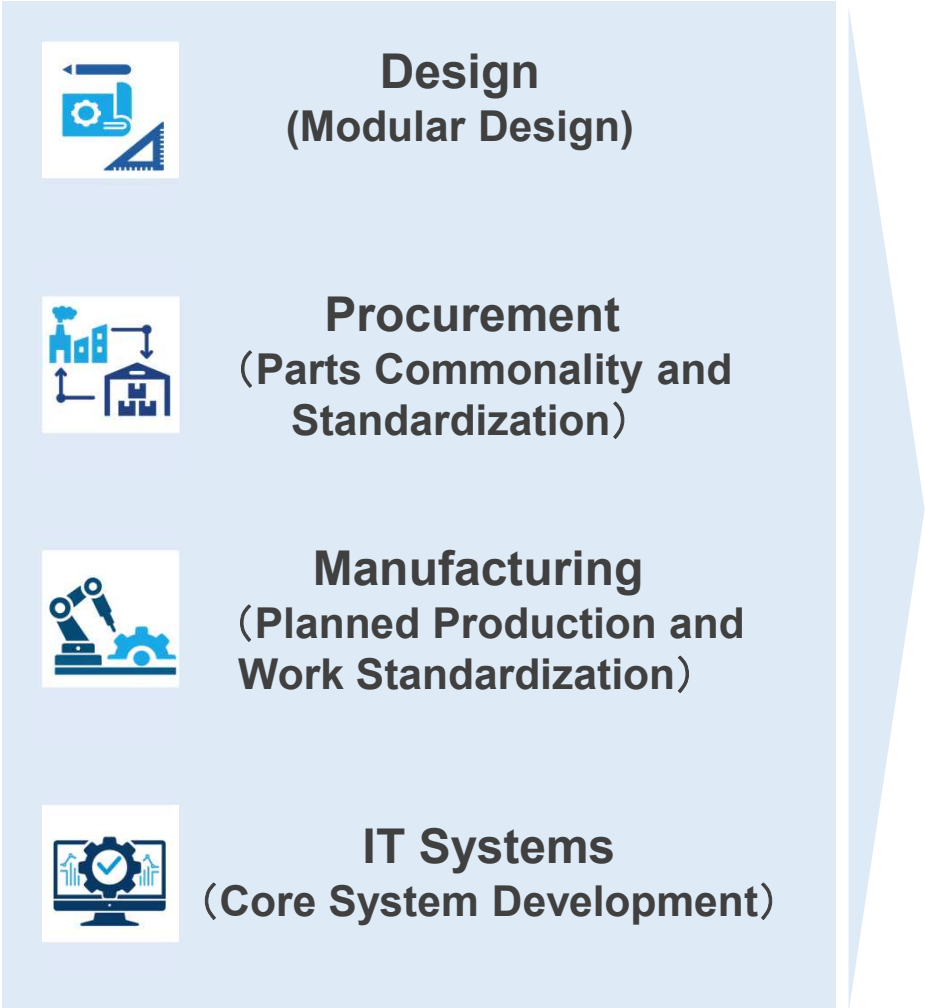 Design
(Modular Design)
Procurement
（Parts Commonality and
Standardization）
Manufacturing
（Planned Production and
Work Standardization）
IT Systems
（Core System Development）